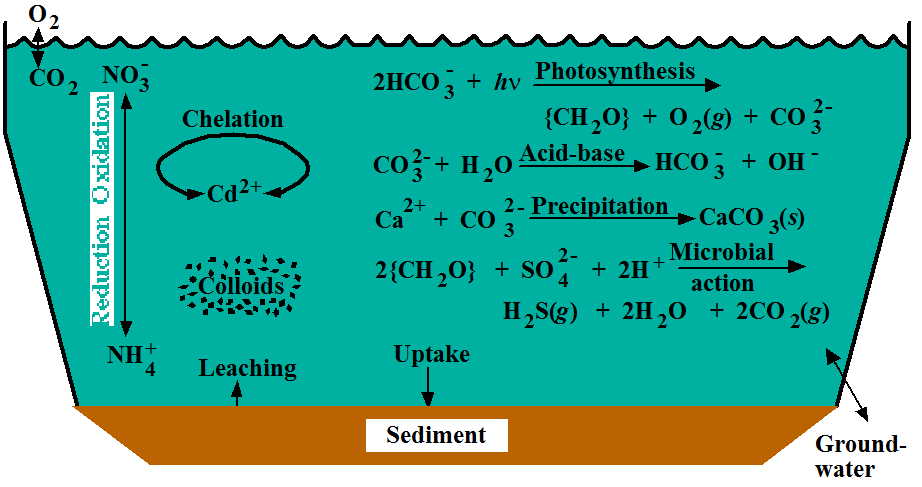 O₂
CO₂
NO₃⁻
Reduction Oxidation
NH₄⁺
Chelation
Cd²⁺
Colloids
Leaching
2HCO₃⁻ + hν Photosynthesis
{CH₂O} + O₂(g) + CO₃²⁻
CO₃²⁻ + H₂O Acid-base HCO₃⁻ + OH⁻
Ca²⁺ + CO₃²⁻ Precipitation CaCO₃(s)
2{CH₂O} + SO₄²⁻ + 2H⁺ Microbial
action
H₂S(g) + 2H₂O + 2CO₂(g)
Uptake
Sediment
Ground-
water